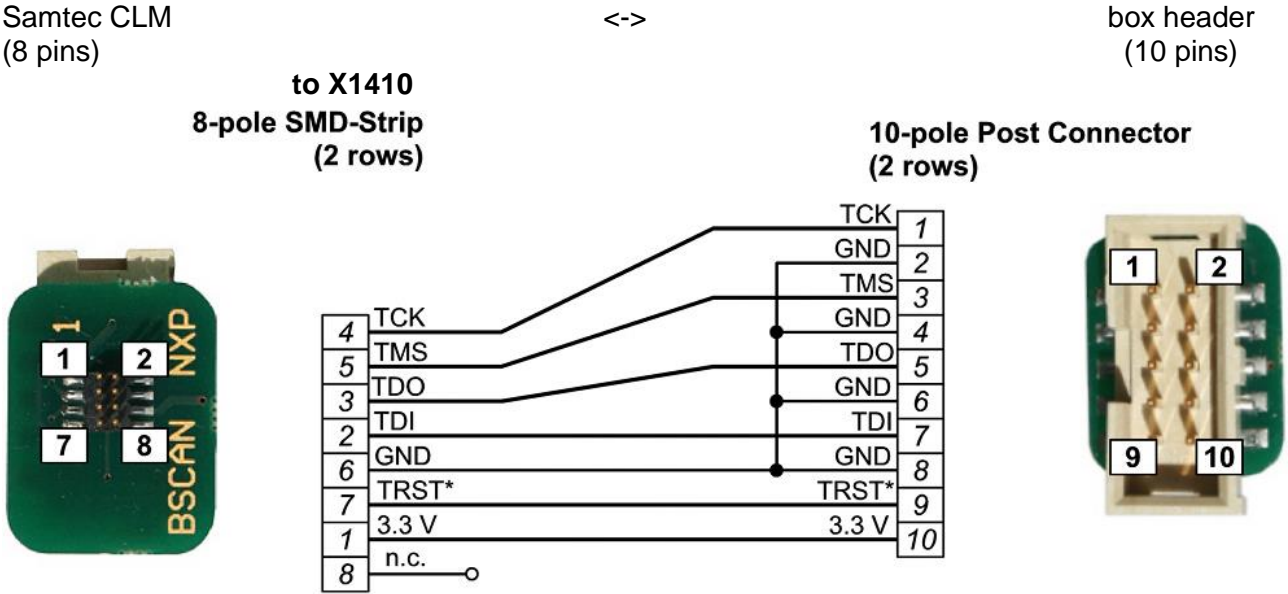 Samtec CLM <-> box header
(8 pins) (10 pins)
to X1410
8-pole SMD-Strip
(2 rows)
10-pole Post Connector
(2 rows)
1
1 2
NXP
7 8
BSCAN
4 TCK
5 TMS
3 TDO
2 TDI
6 GND
7 TRST*
1 3.3 V
8 n.c.
TCK 1
GND 2
TMS 3
GND 4
TDO 5
GND 6
TDI 7
GND 8
TRST* 9
3.3 V 10
1 2
9 10